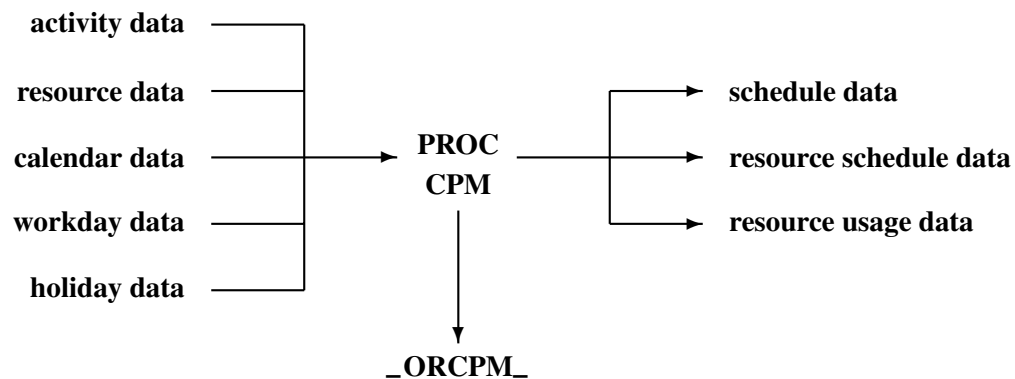 activity data
resource data
calendar data
workday data
holiday data
PROC
CPM
schedule data
resource schedule data
resource usage data
_ORCPM_